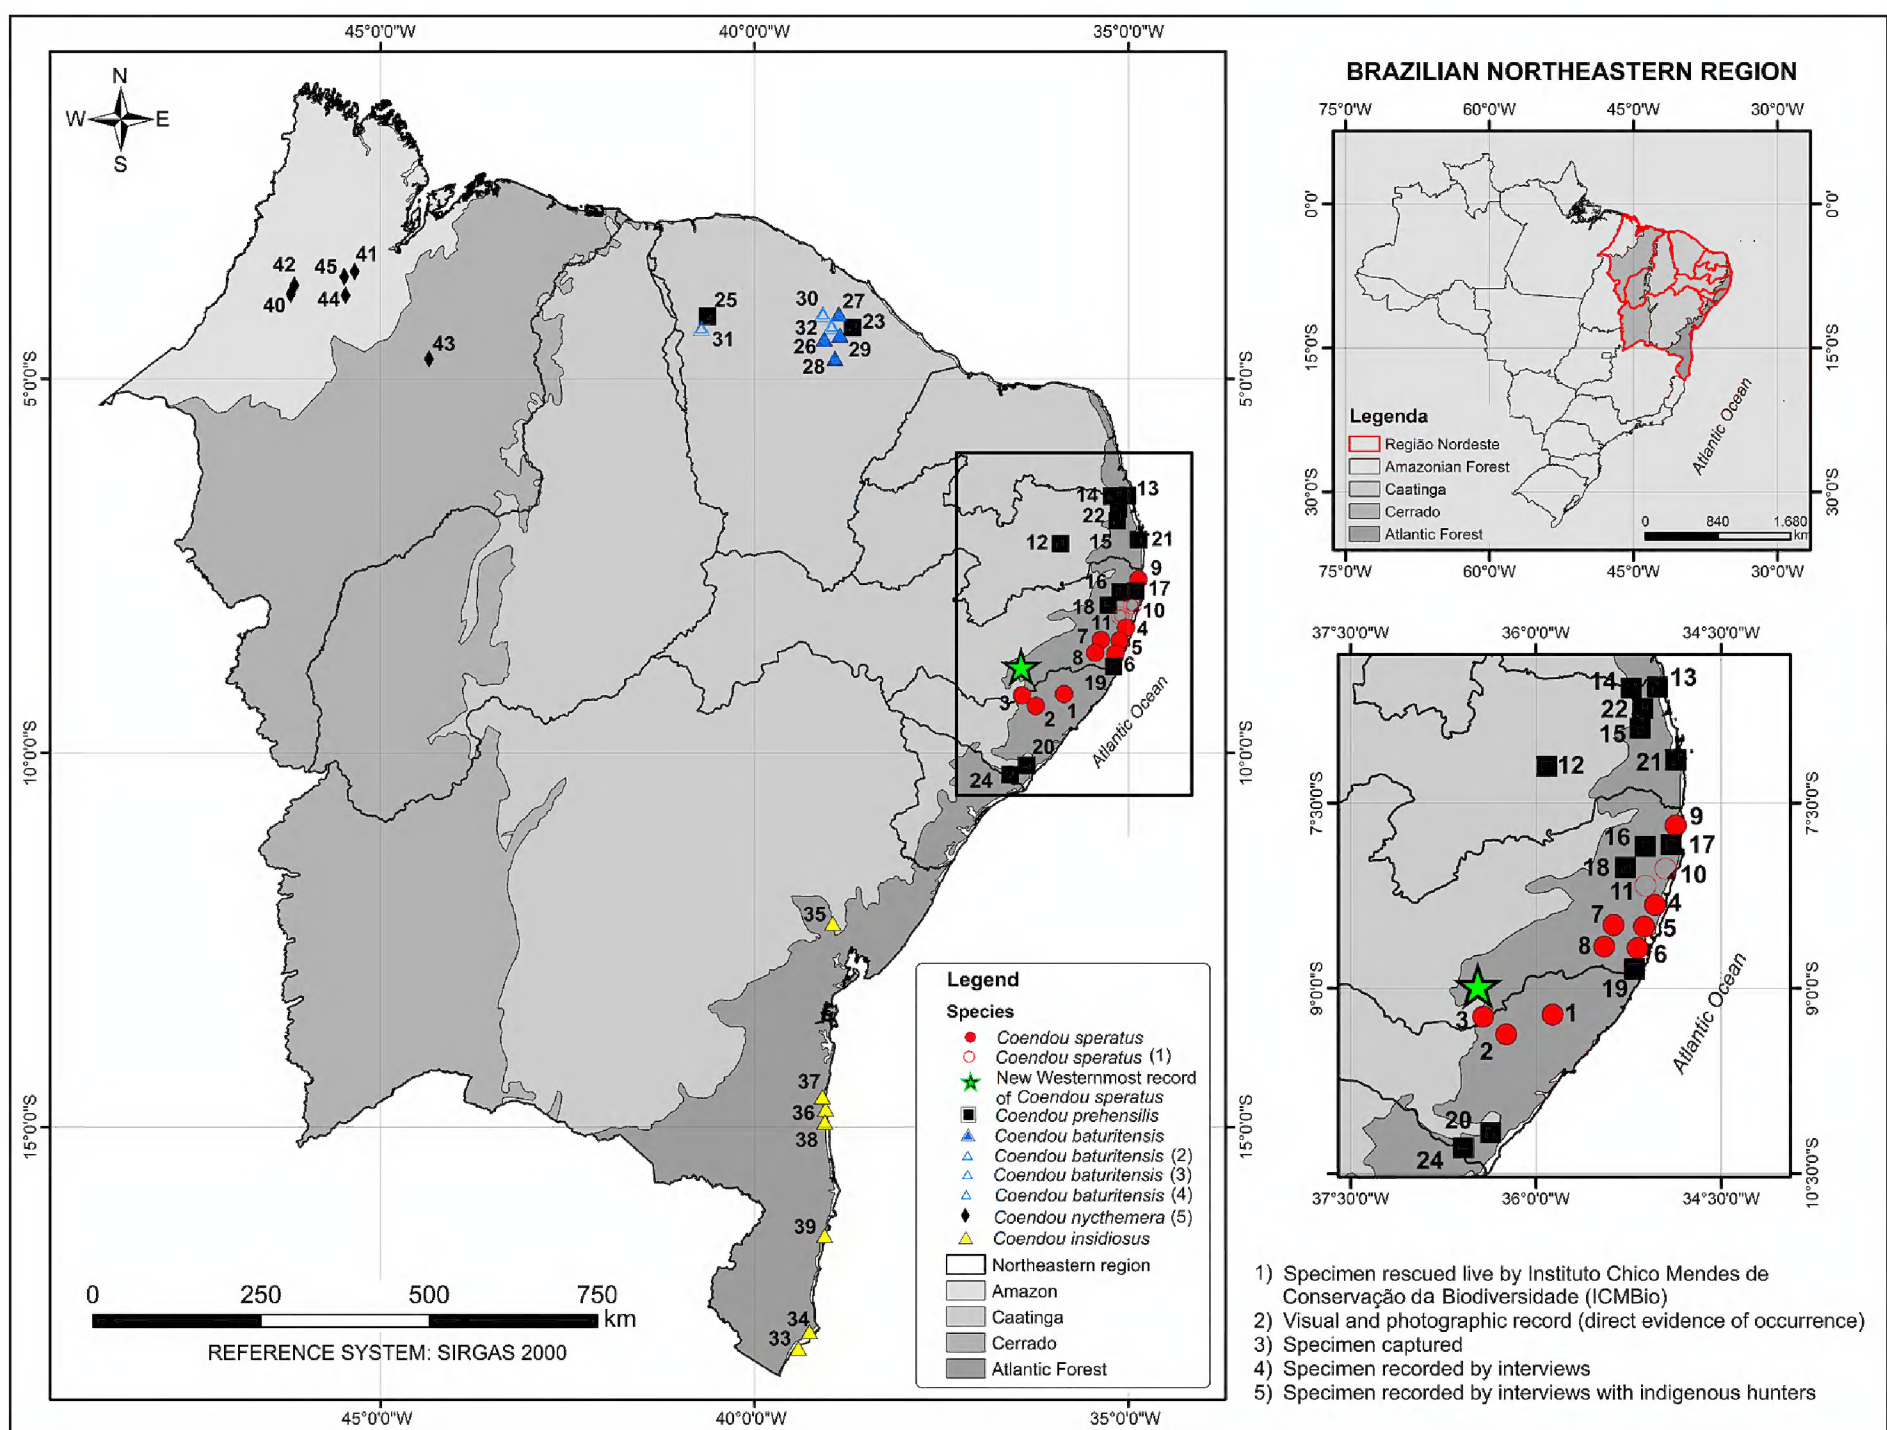 45°0'0"W
40°0'0"W
35°0'0"W
N
W
E
S
42
45
41
40
44
43
25
31
30
27
32
23
26
29
28
5°0'0"S
5°0'0"S
14
13
22
12
15
21
9
16
17
18
10
11
4
7
5
8
6
19
3
2
1
20
24
Atlantic Ocean
10°0'0"S
10°0'0"S
35
37
36
38
39
34
33
15°0'0"S
15°0'0"S
Legend
Species
Coendou speratus
Coendou speratus (1)
New Westernmost record
of Coendou speratus
Coendou prehensilis
Coendou baturitensis
Coendou baturitensis (2)
Coendou baturitensis (3)
Coendou baturitensis (4)
Coendou nycthemera (5)
Coendou insidiosus
Northeastern region
Amazon
Caatinga
Cerrado
Atlantic Forest
0 250 500 750
km
REFERENCE SYSTEM: SIRGAS 2000
45°0'0"W
40°0'0"W
35°0'0"W
BRAZILIAN NORTHEASTERN REGION
75°0'W 60°0'W 45°0'W 30°0'W
0°0'
0°0'
15°0'S
15°0'S
30°0'S
30°0'S
Atlantic Ocean
Legenda
Região Nordeste
Amazonian Forest
Caatinga
Cerrado
Atlantic Forest
0 840 1.680
km
75°0'W 60°0'W 45°0'W 30°0'W
37°30'0"W 36°0'0"W 34°30'0"W
14
13
22
15
12
21
9
16
17
18
10
11
4
7
5
8
6
19
3
1
2
20
24
Atlantic Ocean
7°30'0"S
7°30'0"S
9°0'0"S
9°0'0"S
10°30'0"S
37°30'0"W 36°0'0"W 34°30'0"W
1) Specimen rescued live by Instituto Chico Mendes de
Conservação da Biodiversidade (ICMBio)
2) Visual and photographic record (direct evidence of occurrence)
3) Specimen captured
4) Specimen recorded by interviews
5) Specimen recorded by interviews with indigenous hunters